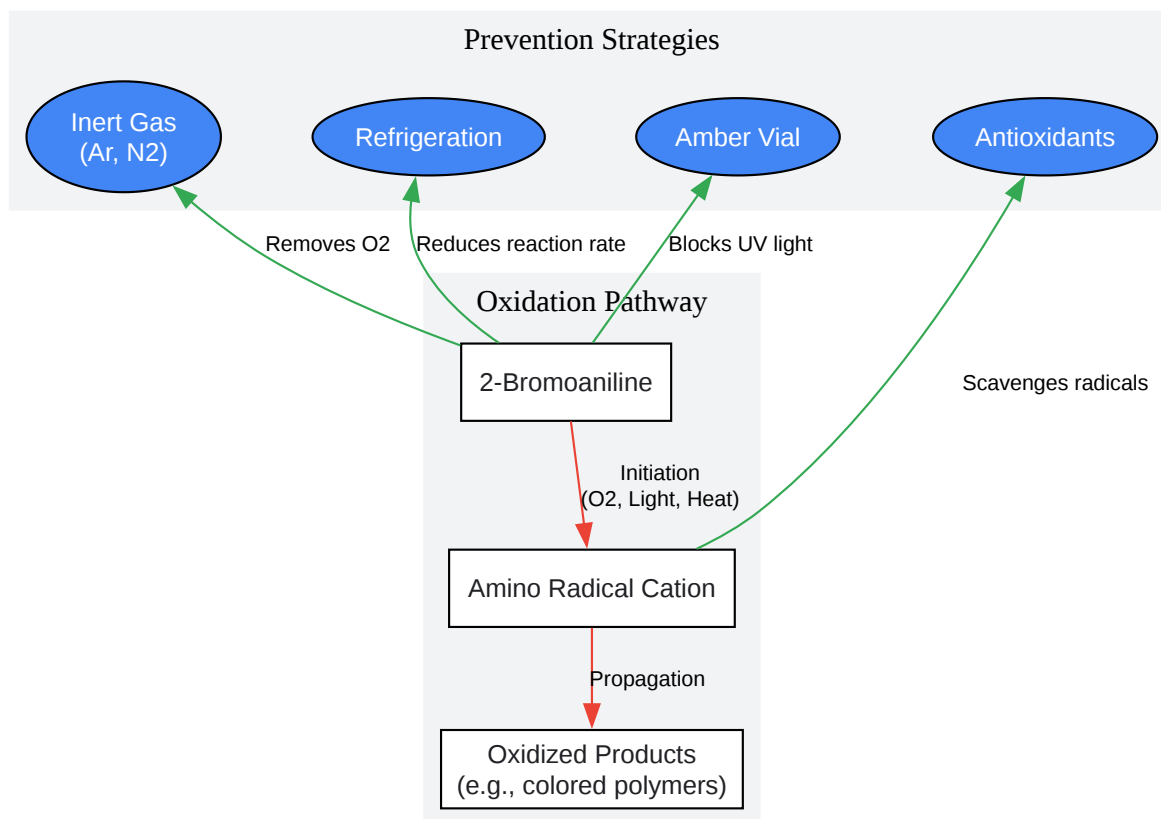 Prevention Strategies
Inert Gas
(Ar, N2)
Refrigeration
Amber Vial
Antioxidants
Removes O2
Reduces reaction rate
Blocks UV light
Oxidation Pathway
2-Bromoaniline
Scavenges radicals
Initiation
(O2, Light, Heat)
Amino Radical Cation
Propagation
Oxidized Products
(e.g., colored polymers)